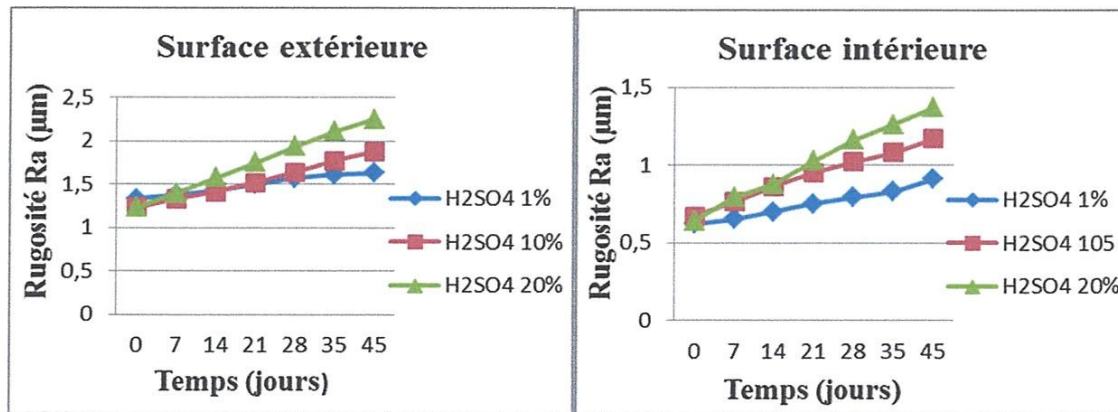 Surface extérieure
Rugosité Ra (µm)
2,5
2
1,5
1
0,5
0
0 7 14 21 28 35 45
Temps (jours)
H2SO4 1%
H2SO4 10%
H2SO4 20%
Surface intérieure
Rugosité Ra (µm)
1,5
1
0,5
0
0 7 14 21 28 35 45
Temps (jours)
H2SO4 1%
H2SO4 105
H2SO4 20%